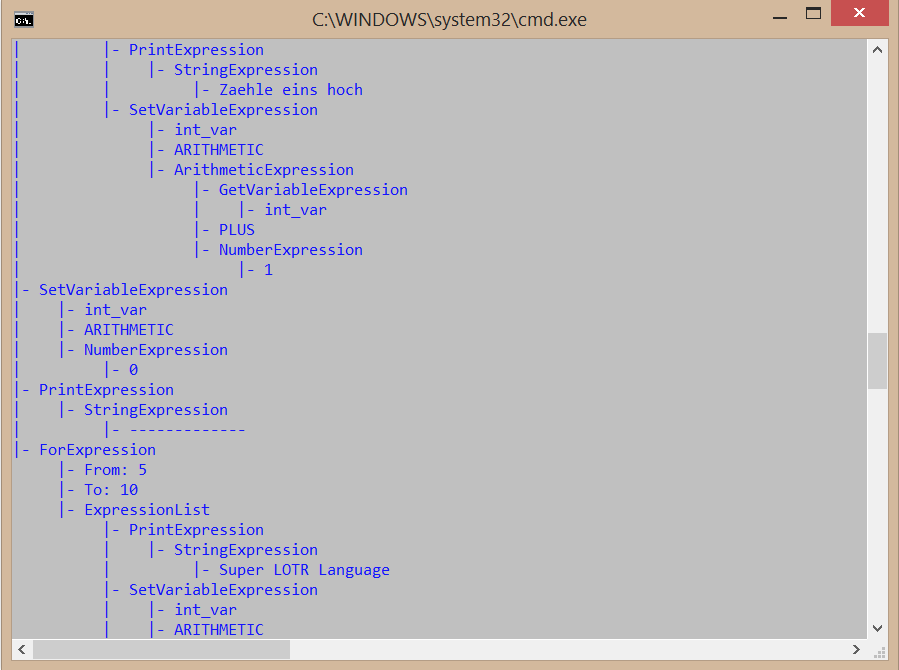 C:\WINDOWS\system32\cmd.exe
|         |- PrintExpression
|         |    |- StringExpression
|         |         |- Zaehle eins hoch
|         |- SetVariableExpression
|              |- int_var
|              |- ARITHMETIC
|              |- ArithmeticExpression
|                   |- GetVariableExpression
|                   |    |- int_var
|                   |- PLUS
|                   |- NumberExpression
|                        |- 1
|- SetVariableExpression
|    |- int_var
|    |- ARITHMETIC
|    |- NumberExpression
|         |- 0
|- PrintExpression
|    |- StringExpression
|         |- -------------
|- ForExpression
     |- From: 5
     |- To: 10
     |- ExpressionList
          |- PrintExpression
          |    |- StringExpression
          |         |- Super LOTR Language
          |- SetVariableExpression
          |    |- int_var
          |    |- ARITHMETIC